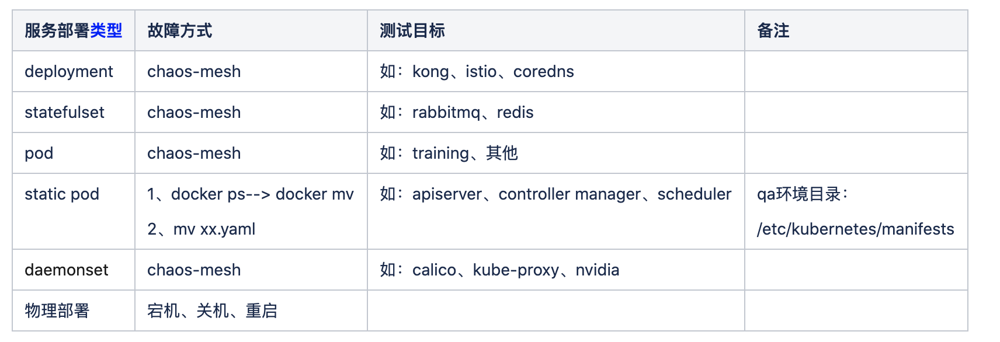 服务部署类型 故障方式 测试目标 备注
deployment chaos-mesh 如：kong、istio、coredns
statefulset chaos-mesh 如：rabbitmq、redis
pod chaos-mesh 如：training、其他
static pod 1、docker ps--> docker mv 如：apiserver、controller manager、scheduler qa环境目录：
2、mv xx.yaml /etc/kubernetes/manifests
daemonset chaos-mesh 如：calico、kube-proxy、nvidia
物理部署 宕机、关机、重启